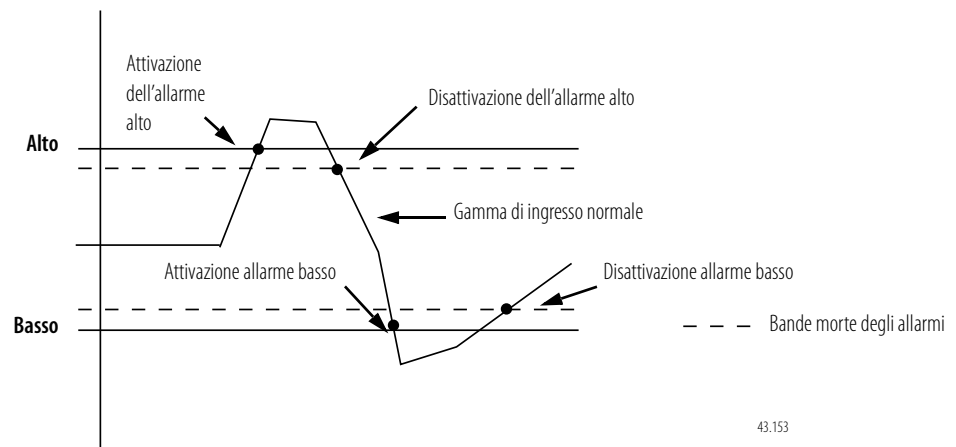 Attivazione
dell'allarme
alto
Disattivazione dell'allarme alto
Alto
Gamma di ingresso normale
Attivazione allarme basso
Disattivazione allarme basso
Basso
Bande morte degli allarmi
43.153